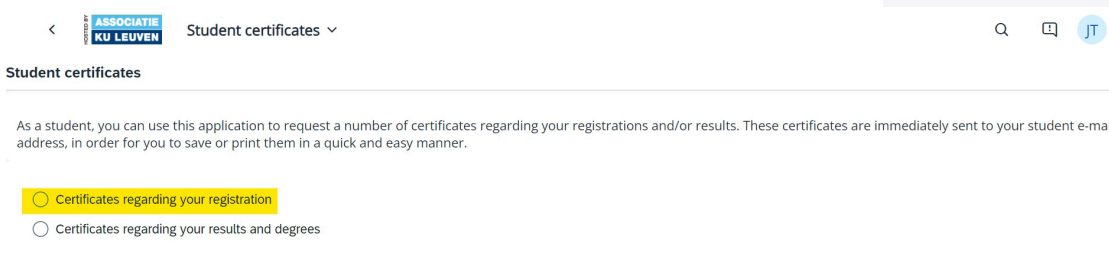 HOSTED BY
ASSOCIATIE
KU LEUVEN
Student certificates
JT
Student certificates
As a student, you can use this application to request a number of certificates regarding your registrations and/or results. These certificates are immediately sent to your student e-ma
address, in order for you to save or print them in a quick and easy manner.
Certificates regarding your registration
Certificates regarding your results and degrees